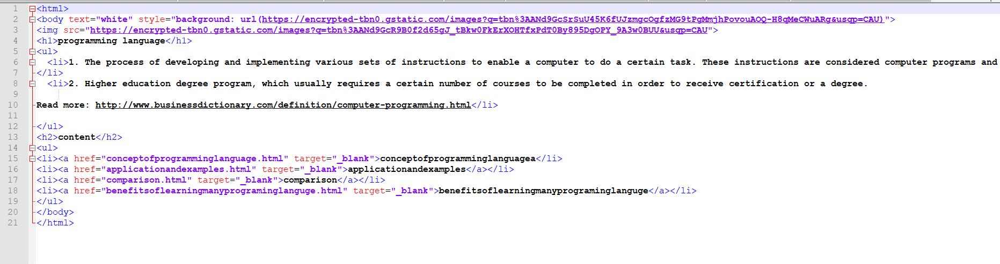 1 <html>
2 <body text="white" style="background: url(https://encrypted-tbn0.gstatic.com/images?q=tbn%3AANd9GcSrSuU45K6fUJzmgcOgfzMG9tPgMmjhPovouAOQ-H8qMeCWuARg&usqp=CAU)">
3 <img src="https://encrypted-tbn0.gstatic.com/images?q=tbn%3AANd9GcR9B0f2d65gJ_tBkw0FkErXOHTfxPdT0By895DgOPY_9A3w0BUU&usqp=CAU">
4 <h1>programming language</h1>
5 <ul>
6 <li>1. The process of developing and implementing various sets of instructions to enable a computer to do a certain task. These instructions are considered computer programs and
7 </li>
8 <li>2. Higher education degree program, which usually requires a certain number of courses to be completed in order to receive certification or a degree.
9
10 Read more: http://www.businessdictionary.com/definition/computer-programming.html</li>
11
12 </ul>
13 <h2>content</h2>
14 <ul>
15 <li><a href="conceptofprogramminglanguage.html" target="_blank">conceptofprogramminglanguagea</li>
16 <li><a href="applicationandexamples.html" target="_blank">applicationandexamples</a></li>
17 <li><a href="comparison.html" target="_blank">comparison</a></li>
18 <li><a href="benefitsoflearningmanyprograminglanguge.html" target="_blank">benefitsoflearningmanyprograminglanguge</a></li>
19 </ul>
20 </body>
21 </html>